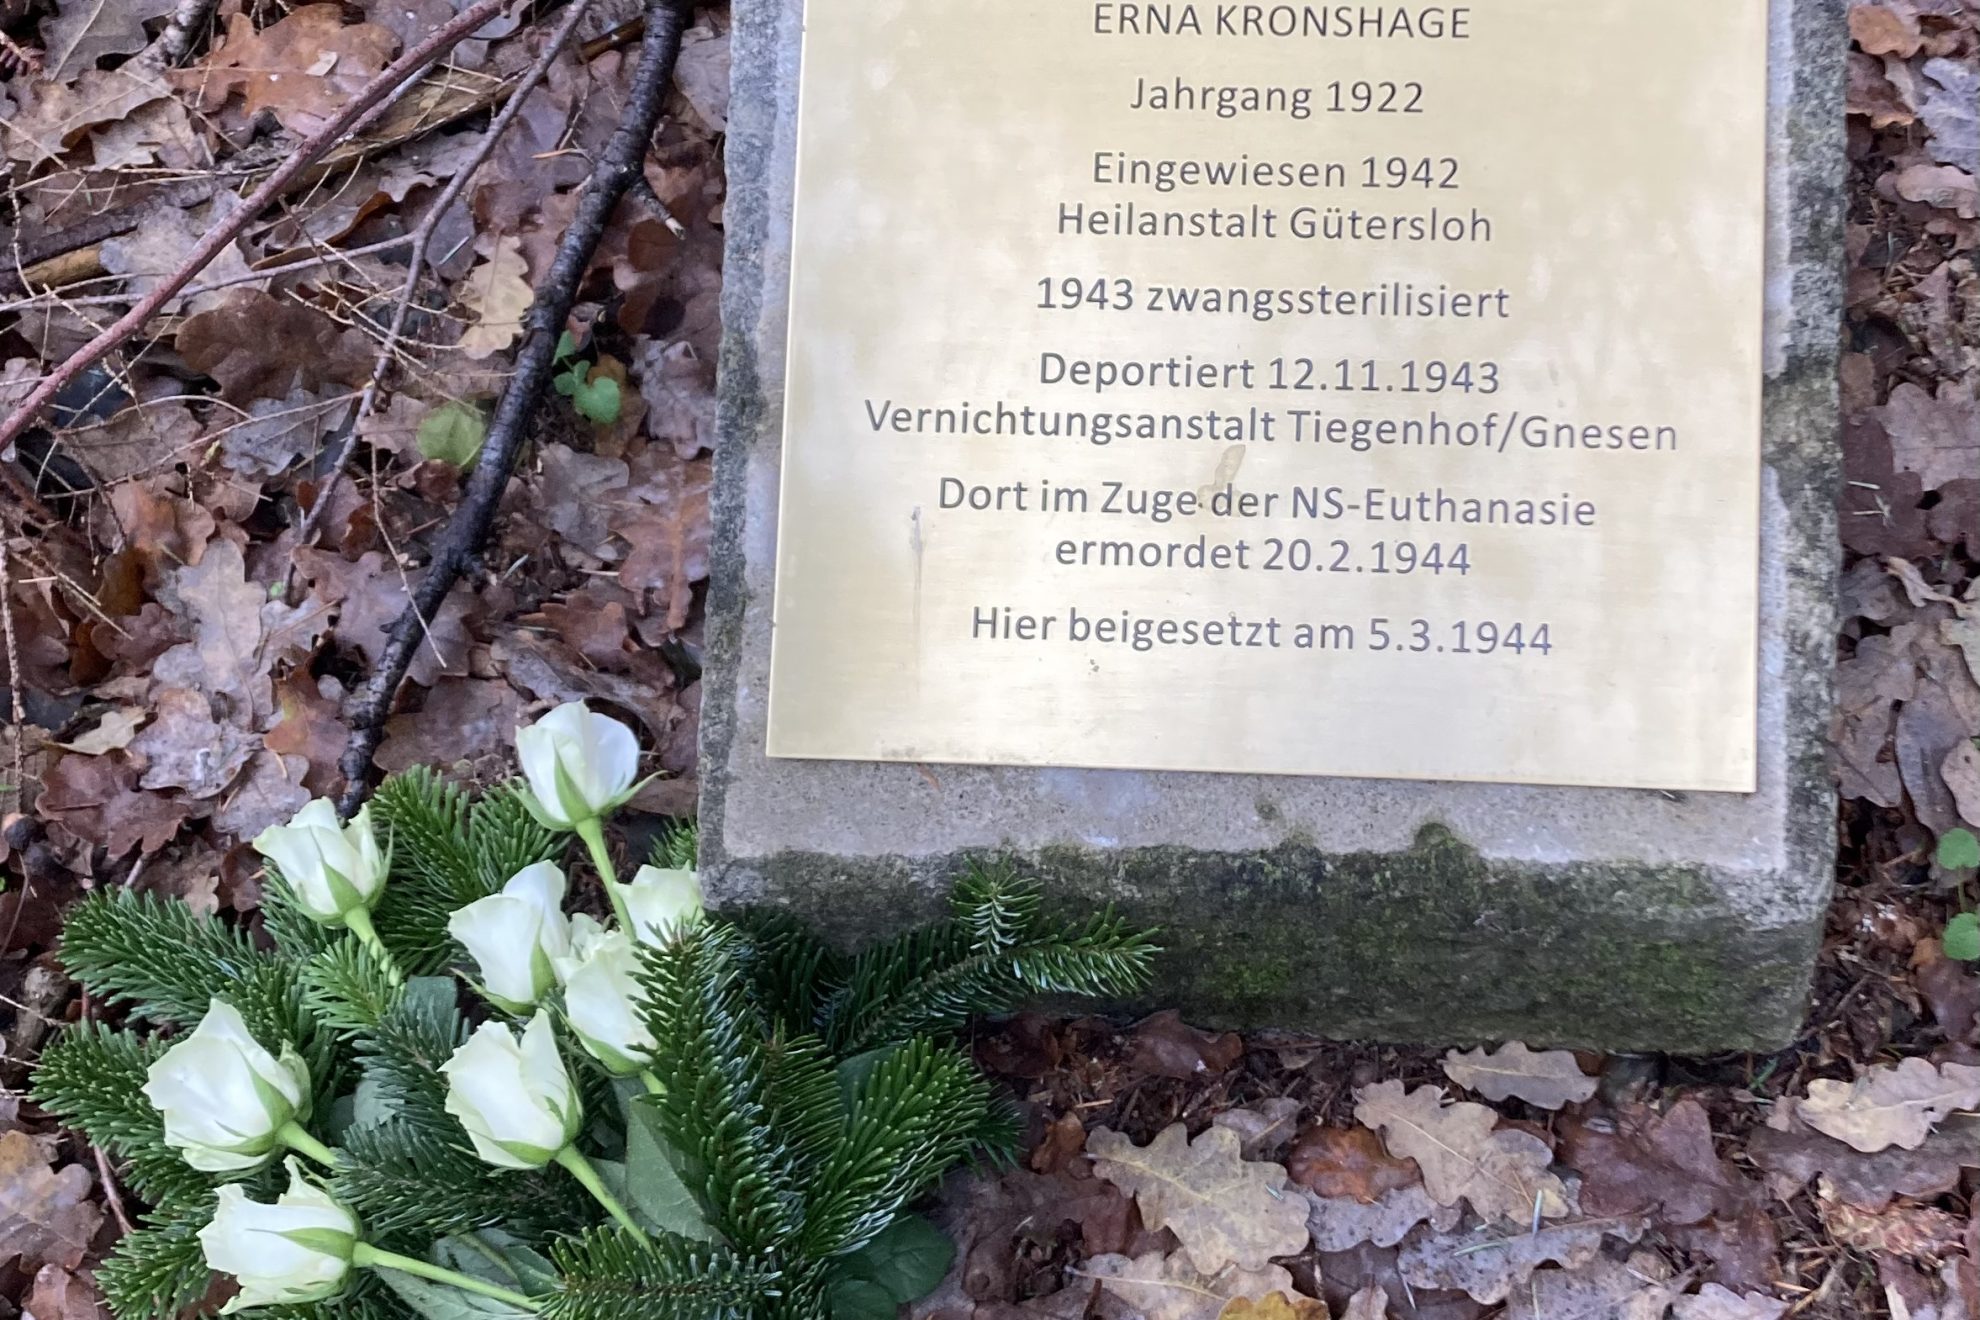 ERNA KRONSHAGE
Jahrgang 1922
Eingewiesen 1942
Heilanstalt Gütersloh
1943 zwangssterilisiert
Deportiert 12.11.1943
Vernichtungsanstalt Tiegenhof/Gnesen
Dort im Zuge der NS-Euthanasie
ermordet 20.2.1944
Hier beigesetzt am 5.3.1944